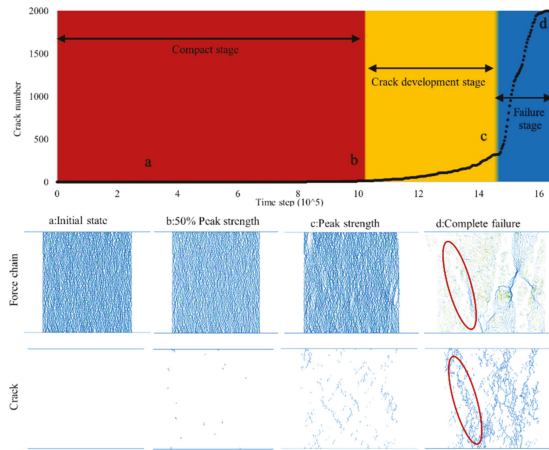 2000
d
Compact stage
1500
Crack number
Crack development stage
1000
Failure
stage
500
a
b
c
0
0
2
4
6
8
10
12
14
16
Time step (10^5)
a:Initial state
b:50% Peak strength
c:Peak strength
d:Complete failure
Force chain
Crack